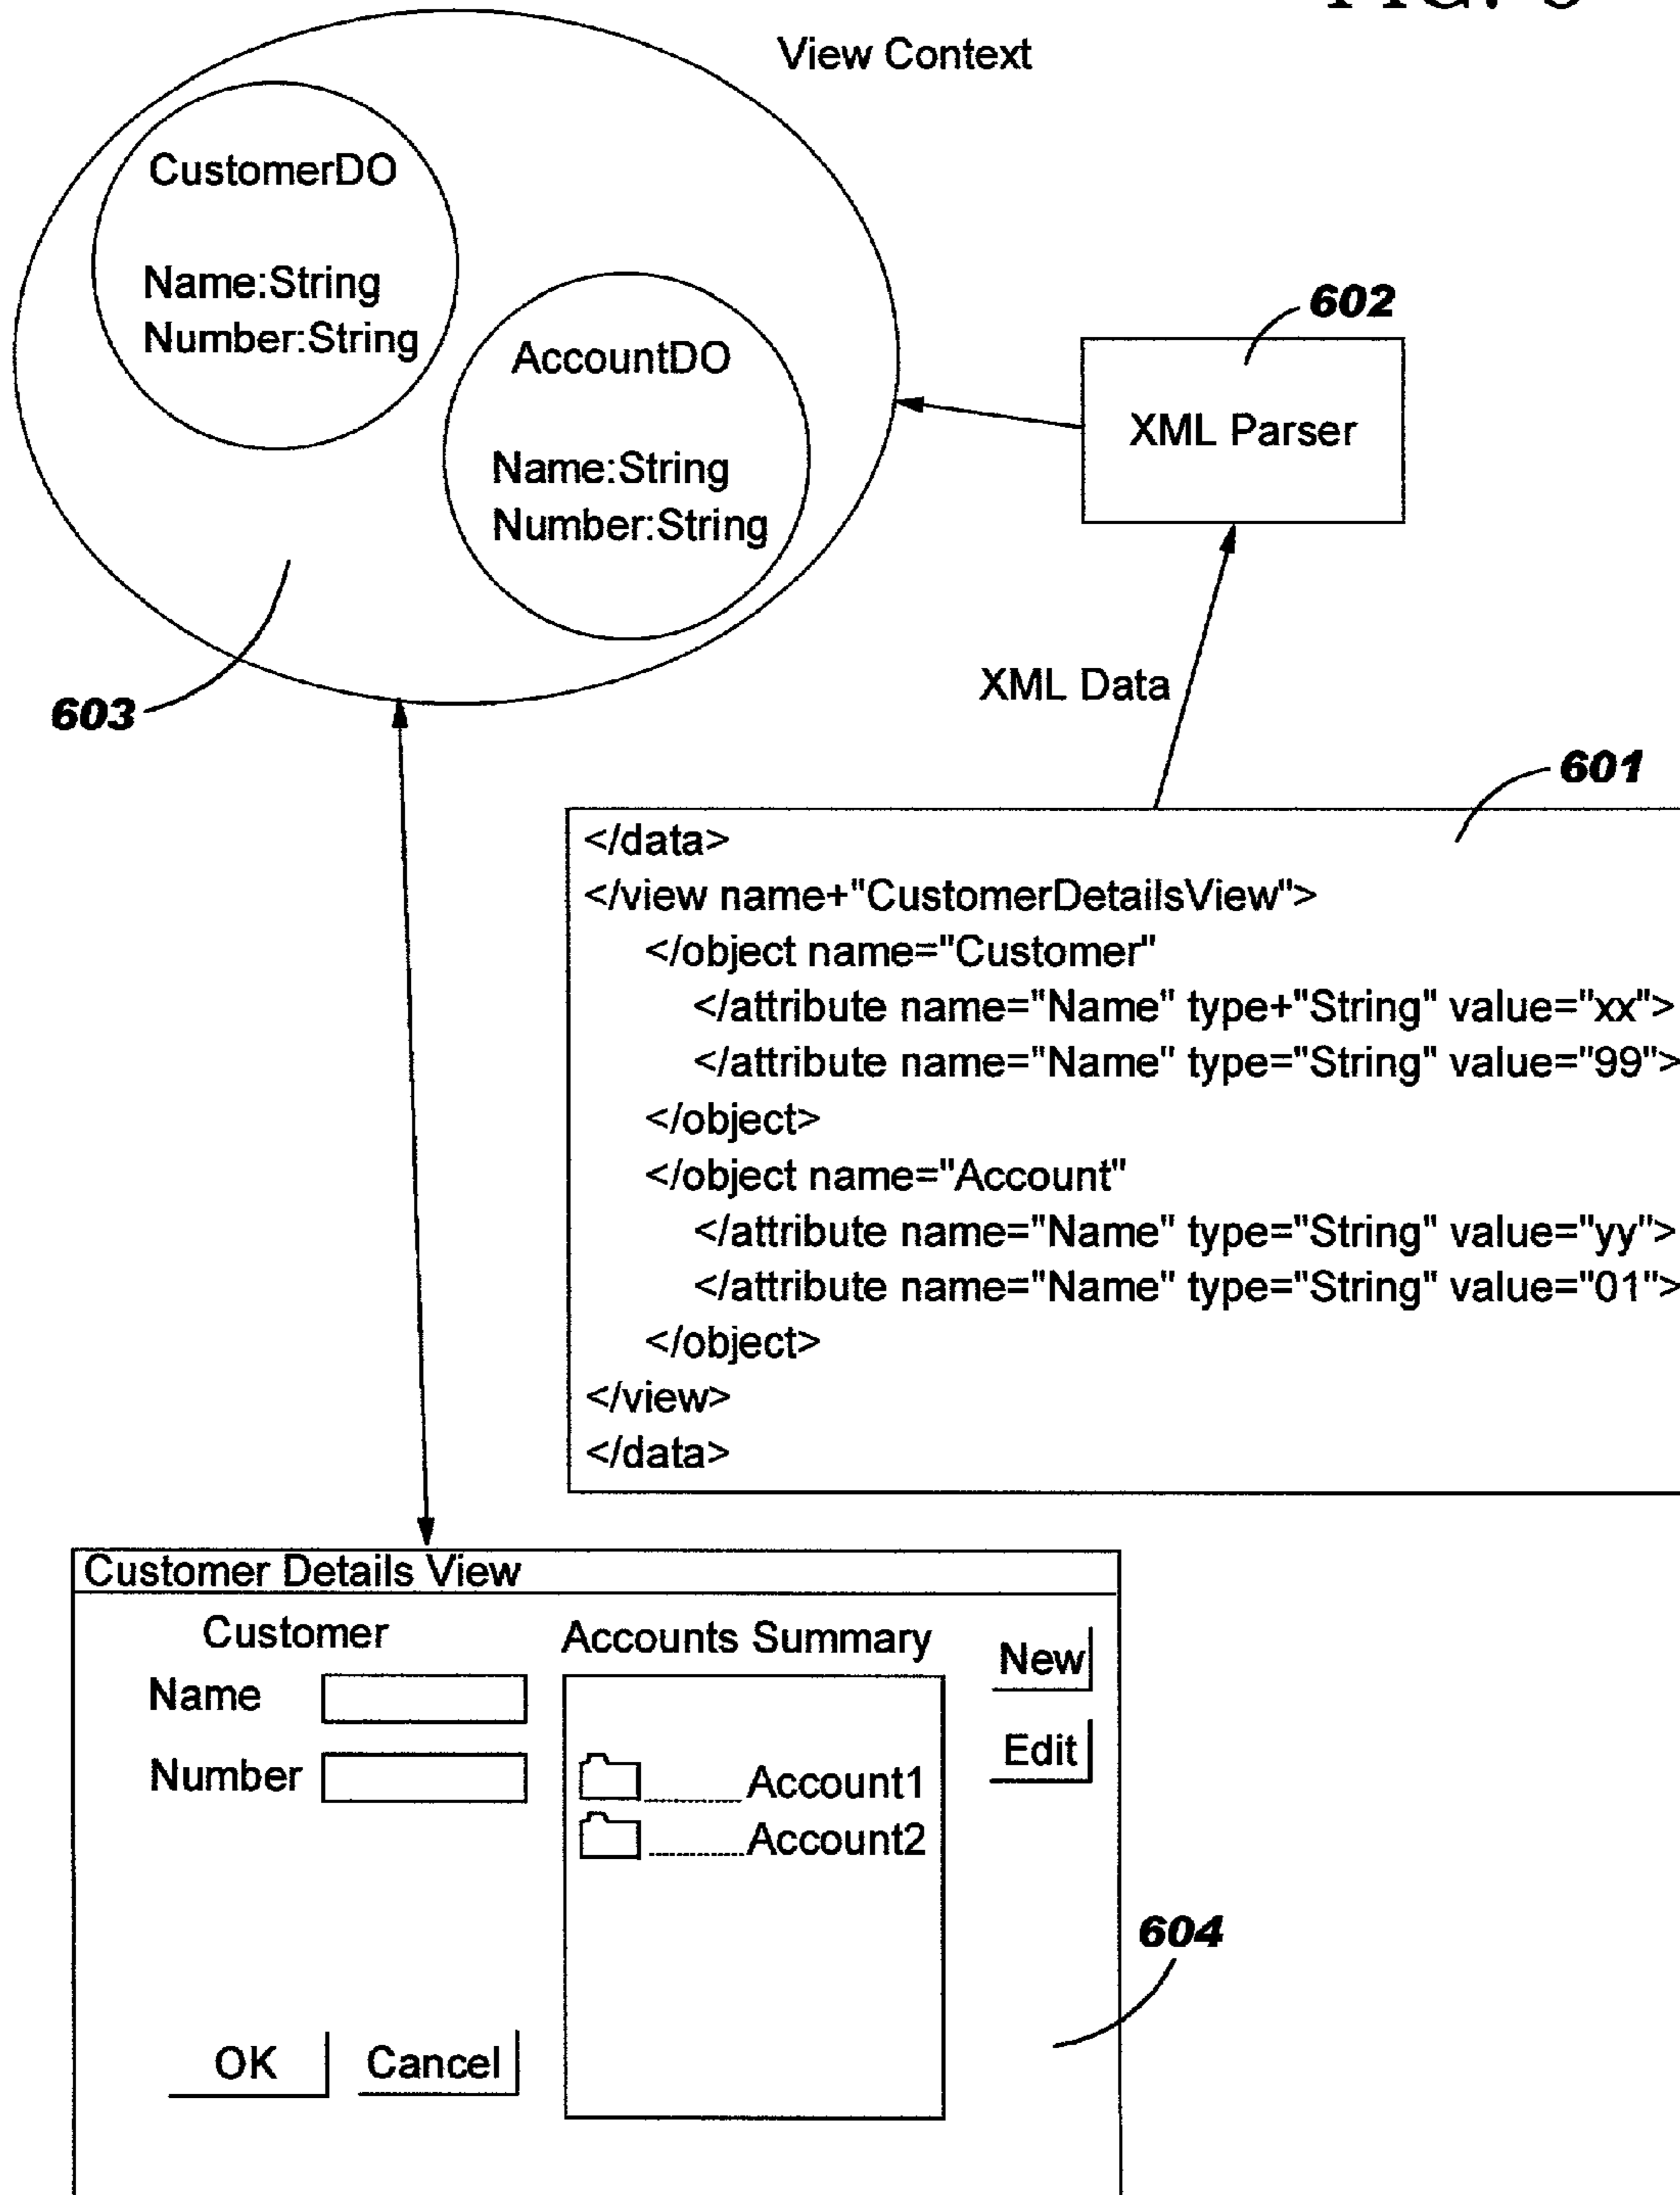 View Context
CustomerDO
Name:String
Number:String
AccountDO
Name:String
Number:String
602
XML Parser
603
XML Data
601
</data>
</view name+"CustomerDetailsView">
</object name="Customer"
</attribute name="Name" type+"String" value="xx">
</attribute name="Name" type="String" value="99">
</object>
</object name="Account"
</attribute name="Name" type="String" value="yy">
</attribute name="Name" type="String" value="01">
</object>
</view>
</data>
Customer Details View
Customer
Name
Number
Accounts Summary
Account1
Account2
New
Edit
OK
Cancel
604